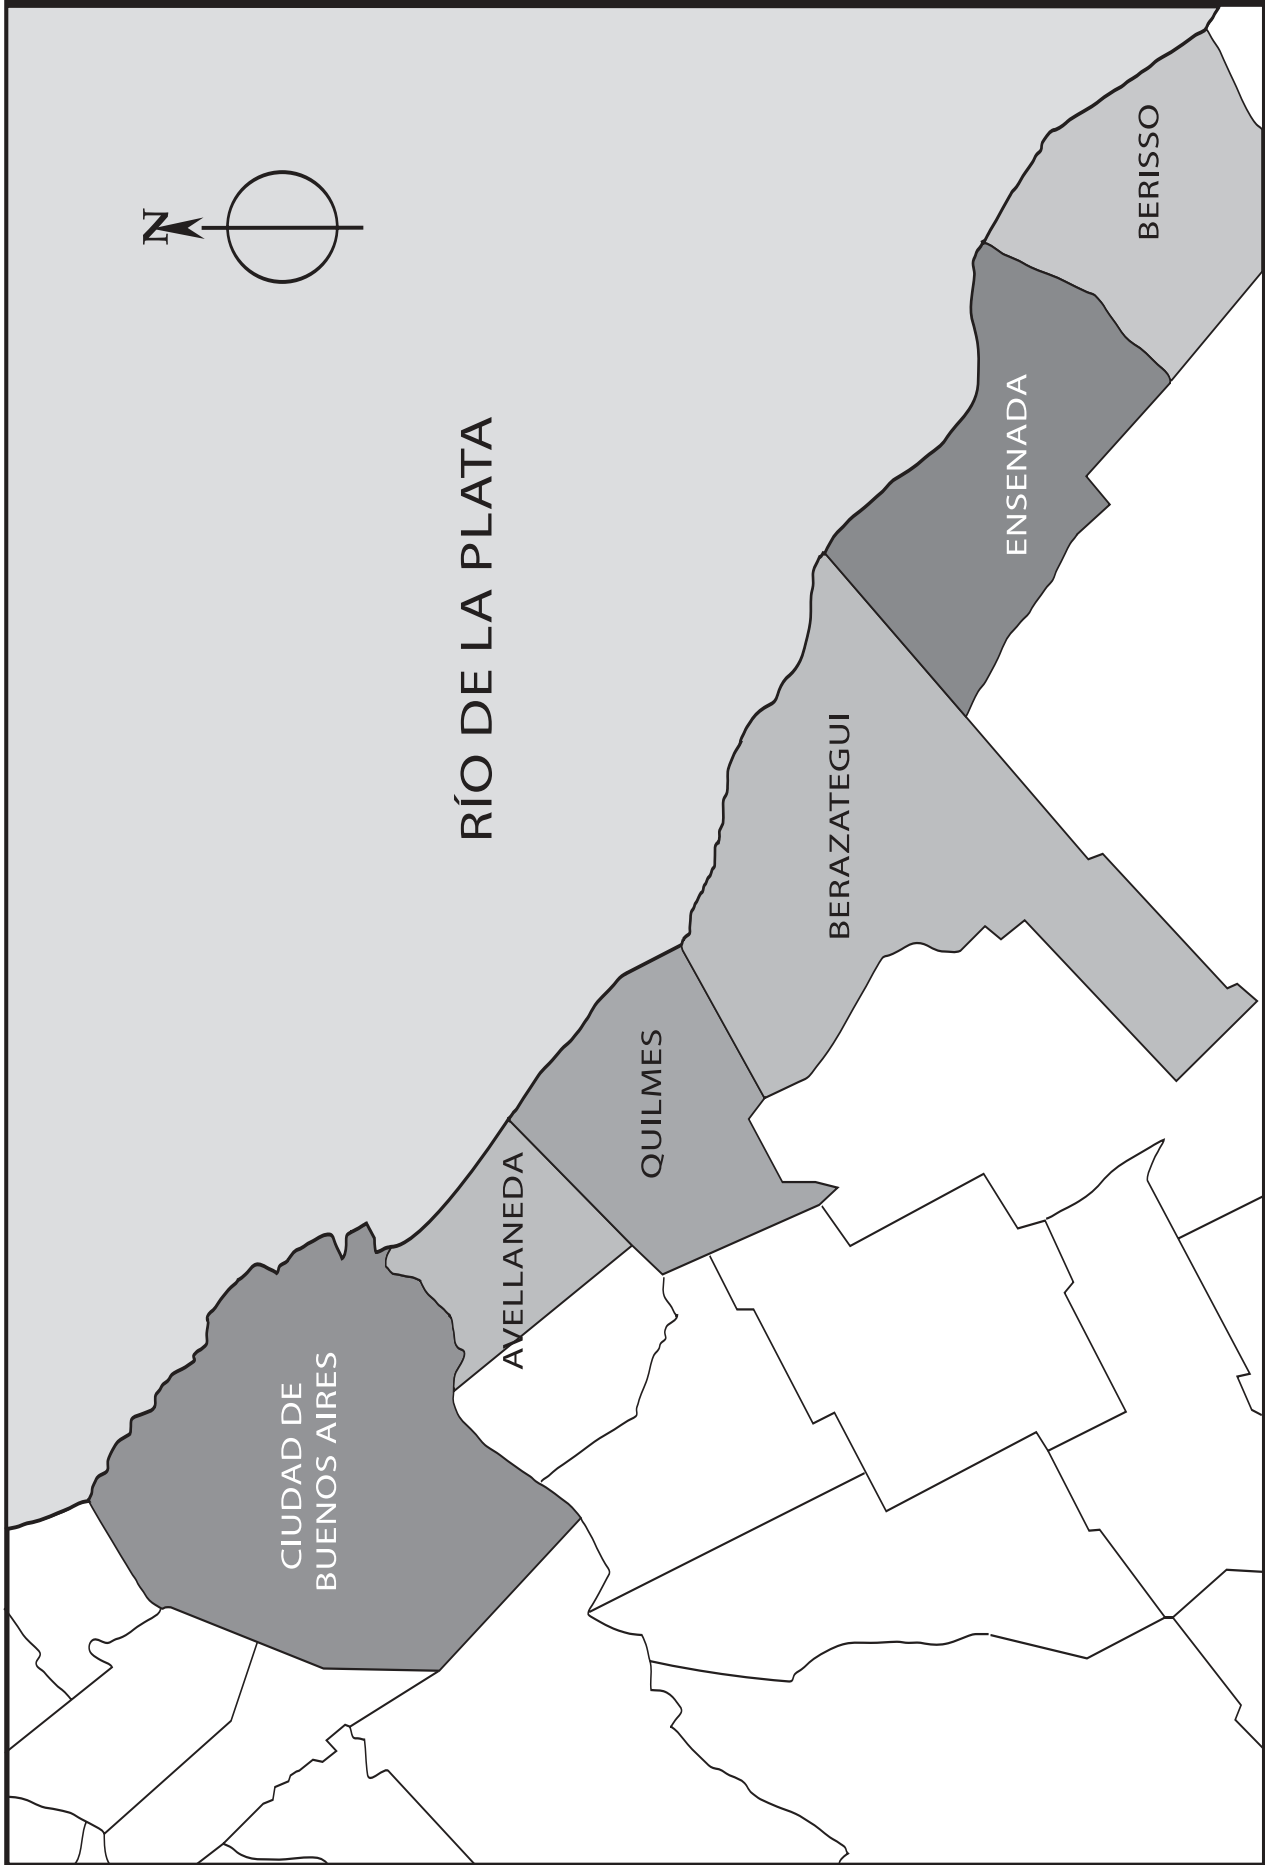 N
RÍO DE LA PLATA
CIUDAD DE
BUENOS AIRES
AVELLANEDA
QUILMES
BERAZATEGUI
ENSENADA
BERISSO